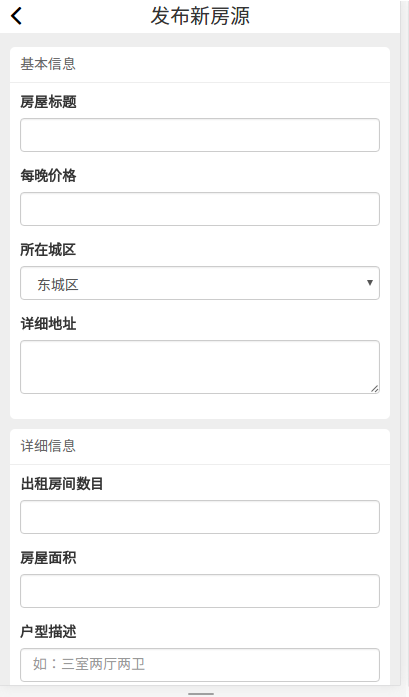 发布新房源
基本信息
房屋标题
每晚价格
所在城区
东城区
详细地址
详细信息
出租房间数目
房屋面积
户型描述
如：三室两厅两卫